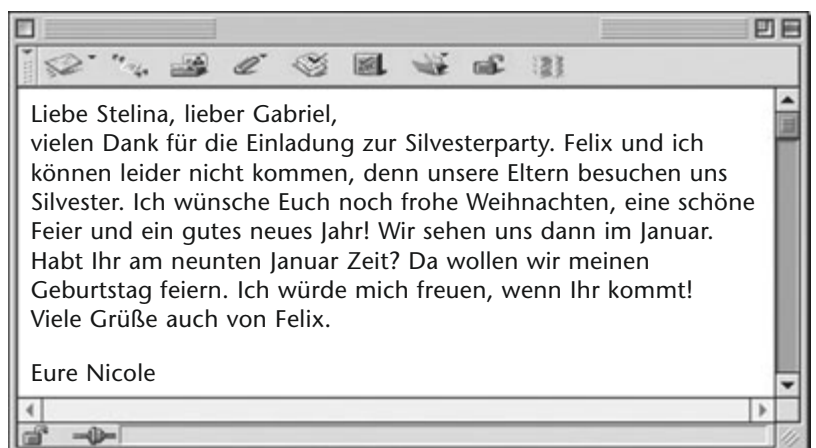 Liebe Stelina, lieber Gabriel,
vielen Dank für die Einladung zur Silvesterparty. Felix und ich
können leider nicht kommen, denn unsere Eltern besuchen uns
Silvester. Ich wünsche Euch noch frohe Weihnachten, eine schöne
Feier und ein gutes neues Jahr! Wir sehen uns dann im Januar.
Habt Ihr am neunten Januar Zeit? Da wollen wir meinen
Geburtstag feiern. Ich würde mich freuen, wenn Ihr kommt!
Viele Grüße auch von Felix.
Eure Nicole